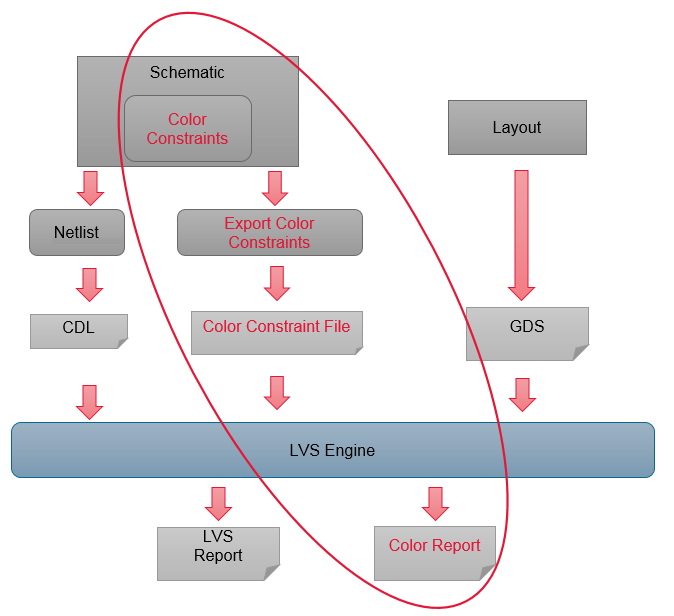 Schematic
Color
Constraints
Layout
Netlist
Export Color
Constraints
CDL
Color Constraint File
GDS
LVS Engine
LVS
Report
Color Report